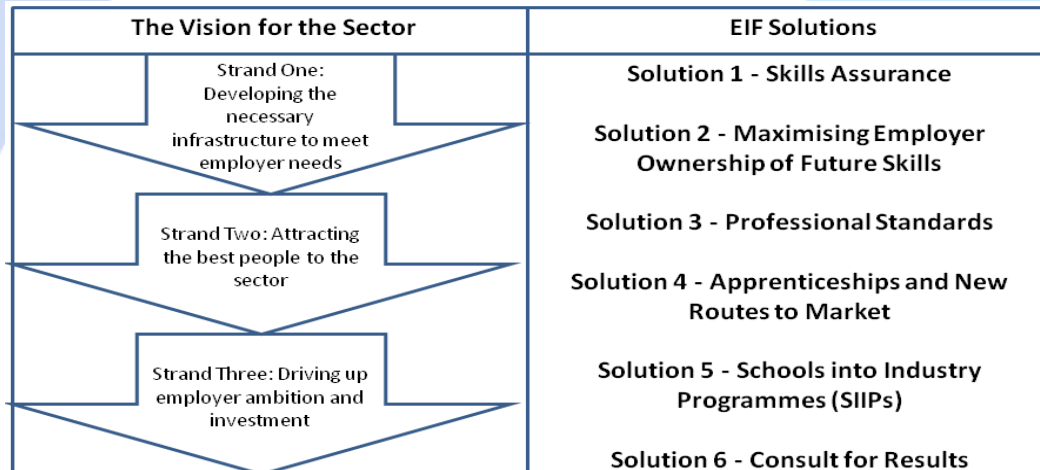 The Vision for the Sector
Strand One:
Developing the
necessary
infrastructure to meet
employer needs
Strand Two: Attracting
the best people to the
sector
Strand Three: Driving up
employer ambition and
investment
EIF Solutions
Solution 1 - Skills Assurance
Solution 2 - Maximising Employer
Ownership of Future Skills
Solution 3 - Professional Standards
Solution 4 - Apprenticeships and New
Routes to Market
Solution 5 - Schools into Industry
Programmes (SIIPs)
Solution 6 - Consult for Results